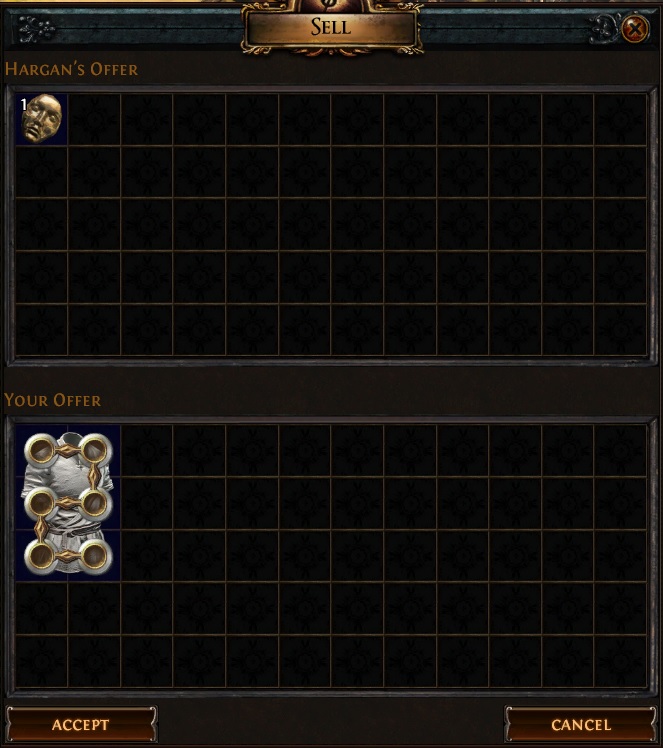 SELL
HARGAN'S OFFER
1
YOUR OFFER
ACCEPT
CANCEL